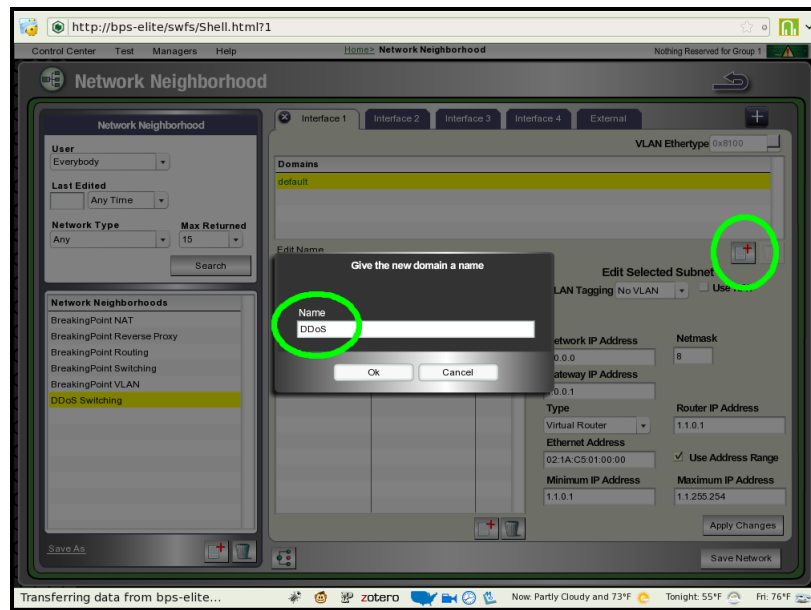 http://bps-elite/swfs/Shell.html?1
Control Center Test Managers Help Home> Network Neighborhood Nothing Reserved for Group 1
Network Neighborhood
Network Neighborhood
User
Everybody
Last Edited
Any Time
Network Type Max Returned
Any 15
Search
Network Neighborhoods
BreakingPoint NAT
BreakingPoint Reverse Proxy
BreakingPoint Routing
BreakingPoint Switching
BreakingPoint VLAN
DDoS Switching
Save As
Interface 1 Interface 2 Interface 3 Interface 4 External
VLAN Ethertype 0x8100
Domains
default
Edit Name
Give the new domain a name
Name
DDoS
Ok Cancel
Edit Selected Subnet
LAN Tagging No VLAN
etwork IP Address Netmask
0.0.0 8
ateway IP Address
.0.0.1
Type Router IP Address
Virtual Router 1.1.0.1
Ethernet Address
02:1A:C5:01:00:00 Use Address Range
Minimum IP Address Maximum IP Address
1.1.0.1 1.1.255.254
Apply Changes
Save Network
Transferring data from bps-elite... zotero Now: Partly Cloudy and 73°F Tonight: 55°F Fri: 76°F